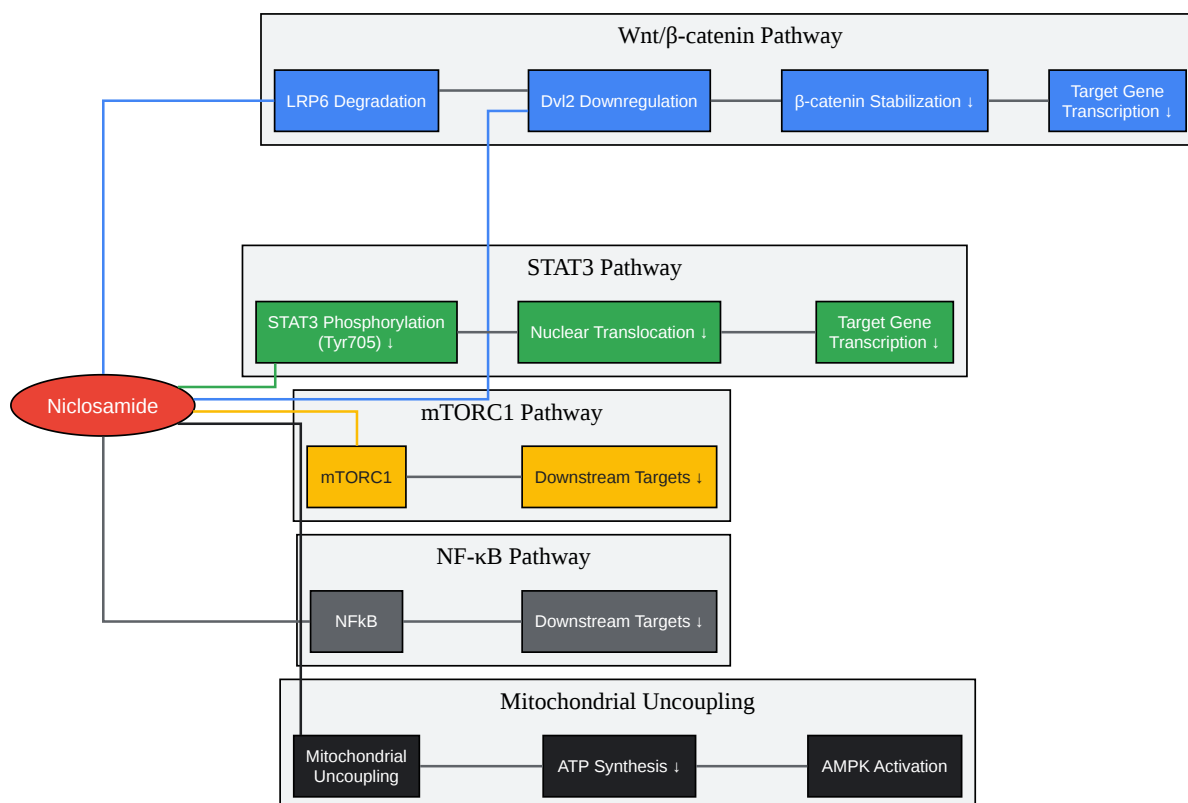 Wnt/β-catenin Pathway
LRP6 Degradation
Dvl2 Downregulation
β-catenin Stabilization ↓
Target Gene
Transcription ↓
STAT3 Pathway
STAT3 Phosphorylation
(Tyr705) ↓
Nuclear Translocation ↓
Target Gene
Transcription ↓
Niclosamide
mTORC1 Pathway
mTORC1
Downstream Targets ↓
NF-κB Pathway
NFkB
Downstream Targets ↓
Mitochondrial Uncoupling
Mitochondrial
Uncoupling
ATP Synthesis ↓
AMPK Activation